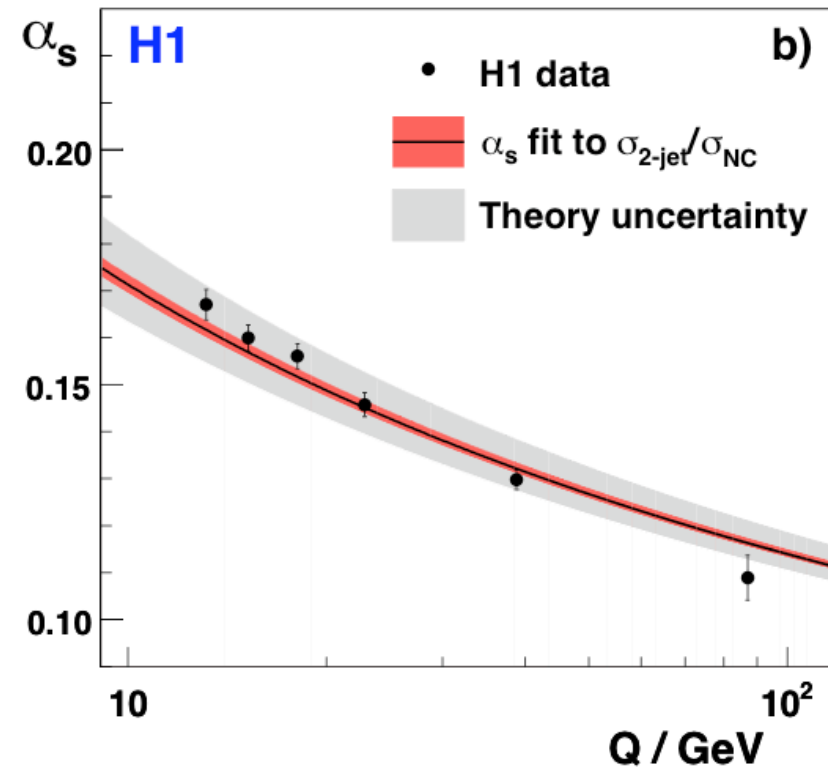 αs H1 b)
H1 data
αs fit to σ2-jet/σNC
Theory uncertainty
0.20
0.15
0.10
10 10²
Q / GeV